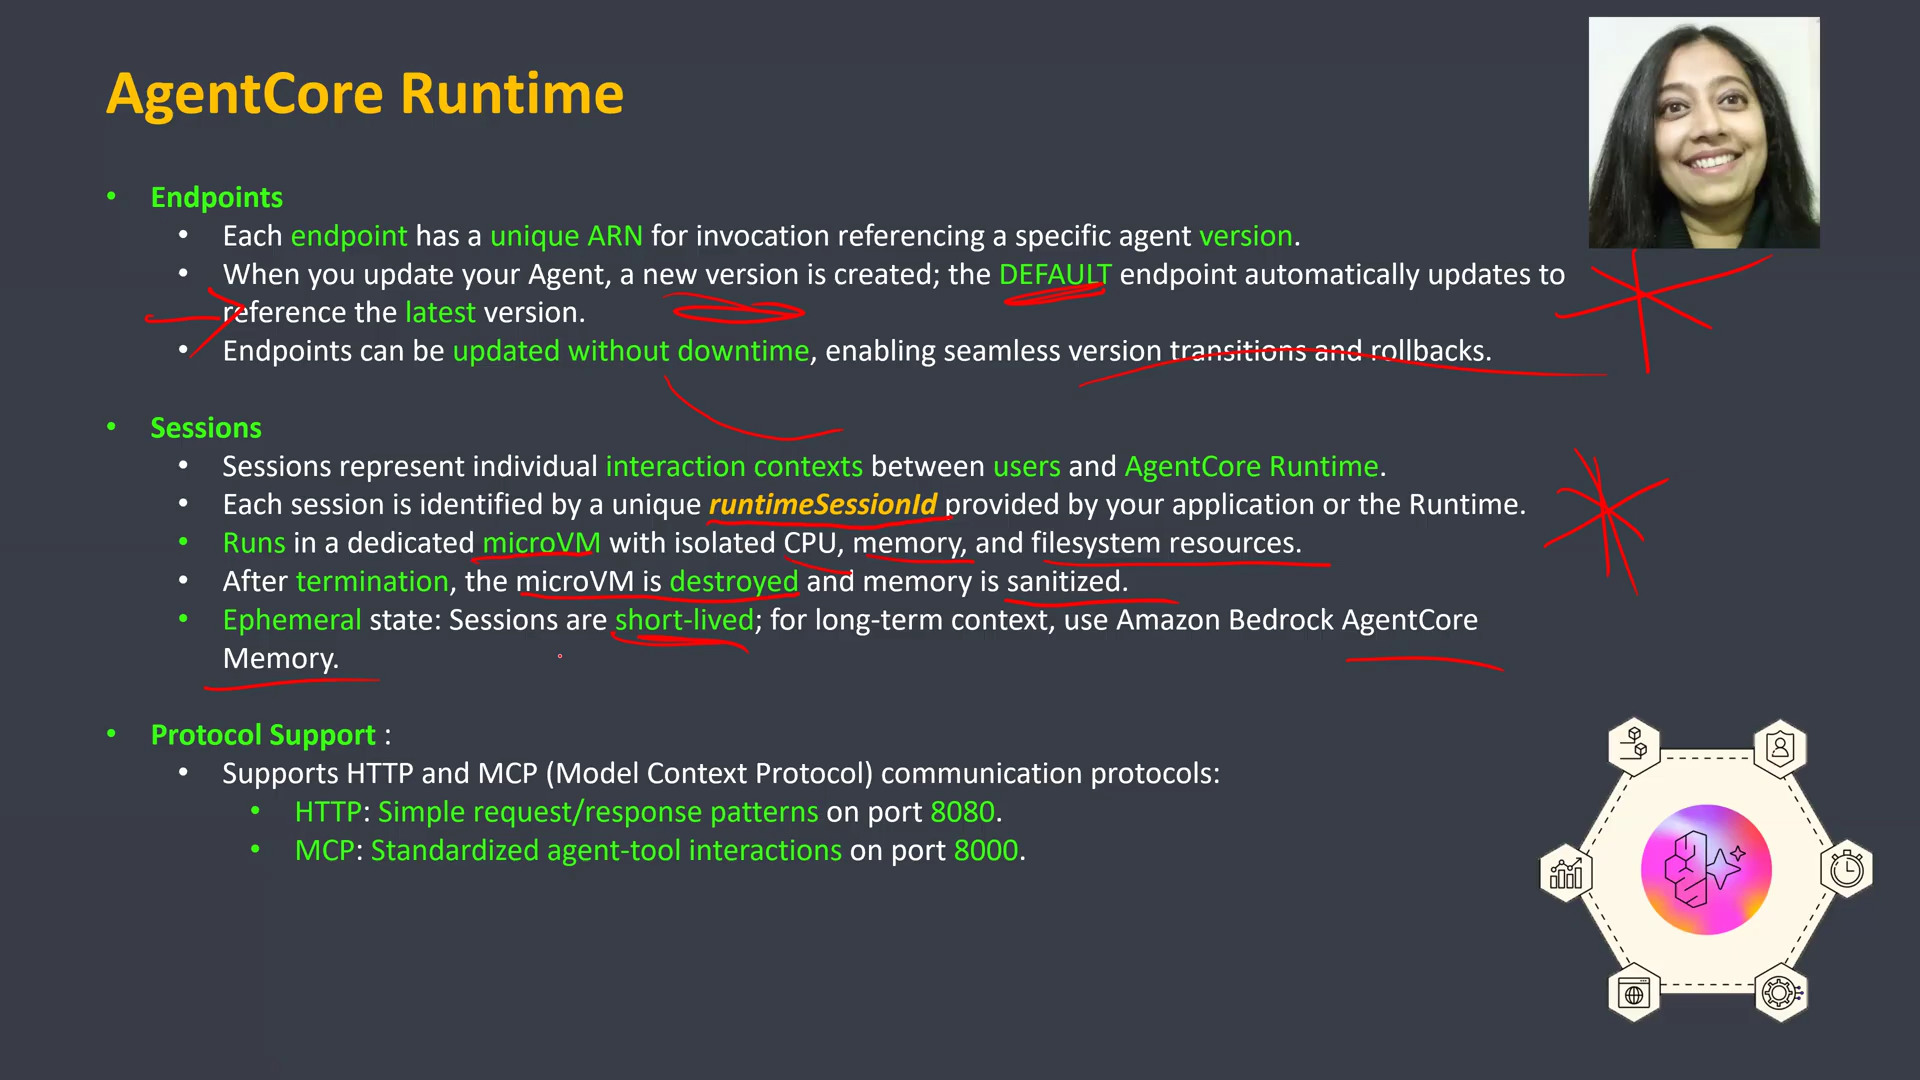 AgentCore Runtime
• Endpoints
• Each endpoint has a unique ARN for invocation referencing a specific agent version.
• When you update your Agent, a new version is created; the DEFAULT endpoint automatically updates to
reference the latest version.
• Endpoints can be updated without downtime, enabling seamless version transitions and rollbacks.
• Sessions
• Sessions represent individual interaction contexts between users and AgentCore Runtime.
• Each session is identified by a unique runtimeSessionId provided by your application or the Runtime.
• Runs in a dedicated microVM with isolated CPU, memory, and filesystem resources.
• After termination, the microVM is destroyed and memory is sanitized.
• Ephemeral state: Sessions are short-lived; for long-term context, use Amazon Bedrock AgentCore
Memory.
• Protocol Support :
• Supports HTTP and MCP (Model Context Protocol) communication protocols:
• HTTP: Simple request/response patterns on port 8080.
• MCP: Standardized agent-tool interactions on port 8000.